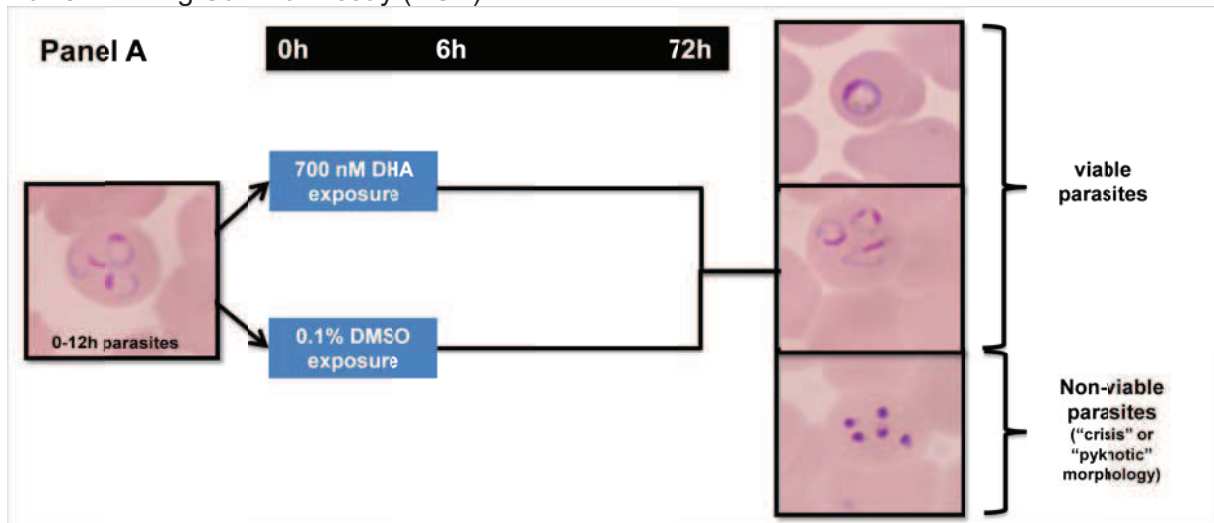 Panel A
0h 6h 72h
700 nM DHA
exposure
0-12h parasites
0.1% DMSO
exposure
viable
parasites
Non-viable
parasites
("crisis" or
"pyknotic"
morphology)